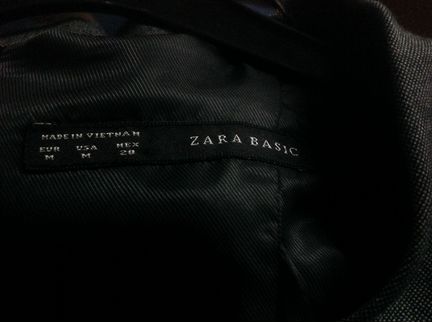 MADE IN VIETNAM
EUR USA MEX
M M 28
ZARA BASIC